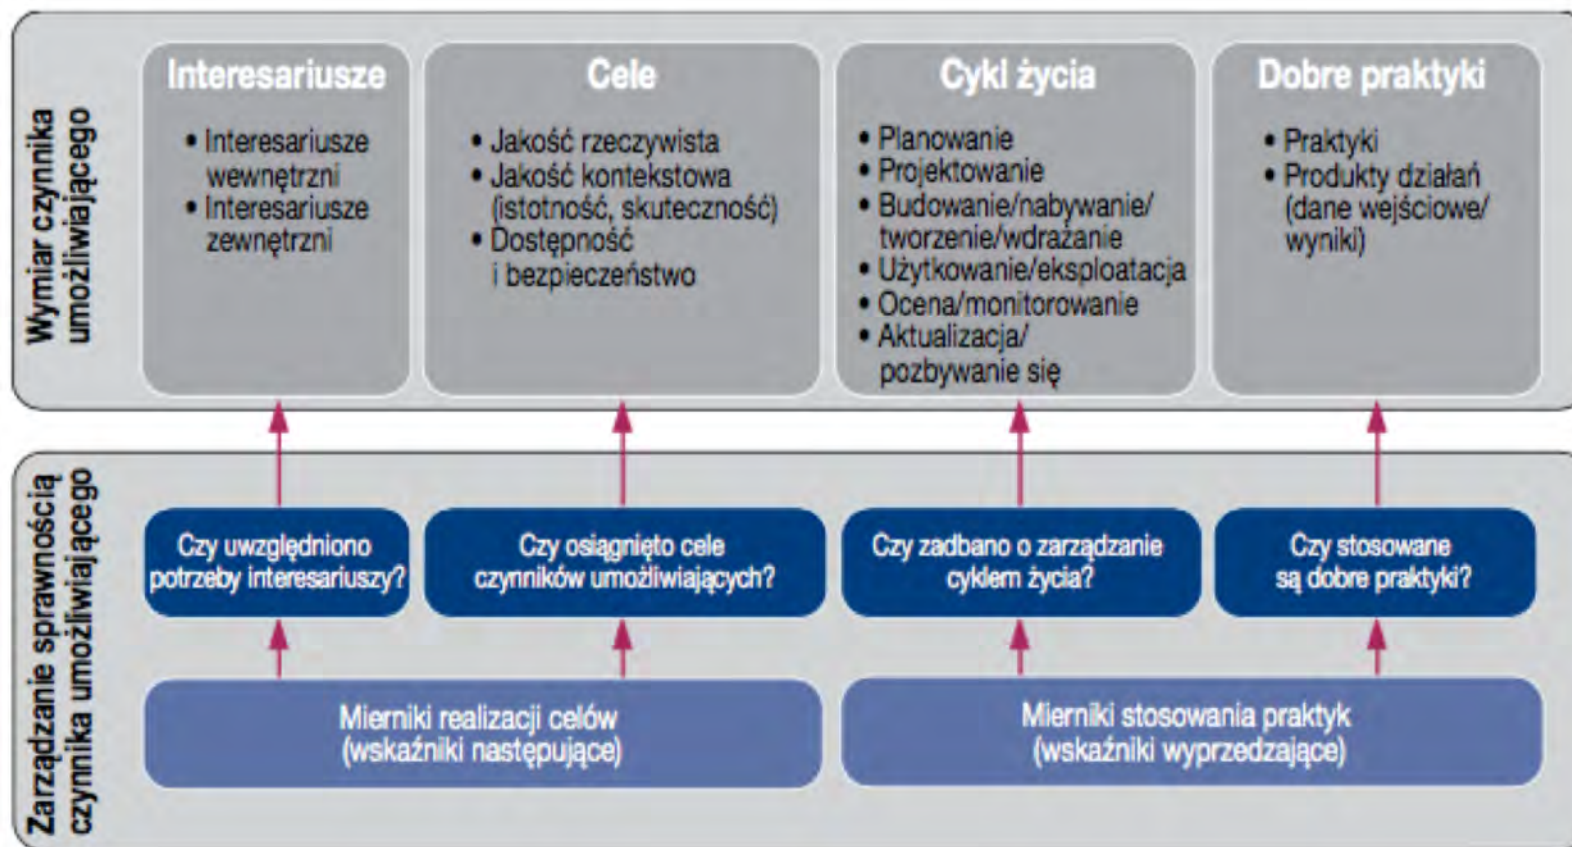 Wymiar czynnika
umożliwiającego
Interesariusze
• Interesariusze
wewnętrzni
• Interesariusze
zewnętrzni
Cele
• Jakość rzeczywista
• Jakość kontekstowa
(istotność, skuteczność)
• Dostępność
i bezpieczeństwo
Cykl życia
• Planowanie
• Projektowanie
• Budowanie/nabywanie/
tworzenie/wdrażanie
• Użytkowanie/eksploatacja
• Ocena/monitorowanie
• Aktualizacja/
pozbywanie się
Dobre praktyki
• Praktyki
• Produkty działań
(dane wejściowe/
wyniki)
Zarządzanie sprawnością
czynnika umożliwiającego
Czy uwzględniono
potrzeby interesariuszy?
Czy osiągnięto cele
czynników umożliwiających?
Czy zadbano o zarządzanie
cyklem życia?
Czy stosowane
są dobre praktyki?
Mierniki realizacji celów
(wskaźniki następujące)
Mierniki stosowania praktyk
(wskaźniki wyprzedzające)